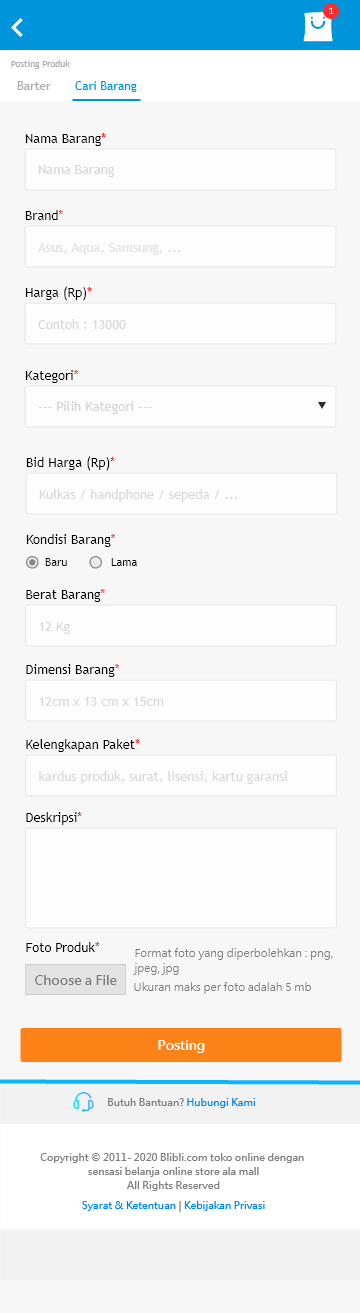 1
Posting Produk
Barter
Cari Barang
Nama Barang*
Nama Barang
Brand*
Asus, Aqua, Samsung, ...
Harga (Rp)*
Contoh : 13000
Kategori*
--- Pilih Kategori ---
Bid Harga (Rp)*
Kulkas / handphone / sepeda / ...
Kondisi Barang*
Baru
Lama
Berat Barang*
12 Kg
Dimensi Barang*
12cm x 13 cm x 15cm
Kelengkapan Paket*
kardus produk, surat, lisensi, kartu garansi
Deskripsi*
Foto Produk*
Choose a File
Format foto yang diperbolehkan : png,
jpeg, jpg
Ukuran maks per foto adalah 5 mb
Posting
Butuh Bantuan? Hubungi Kami
Copyright © 2011- 2020 Blibli.com toko online dengan
sensasi belanja online store ala mall
All Rights Reserved
Syarat & Ketentuan | Kebijakan Privasi